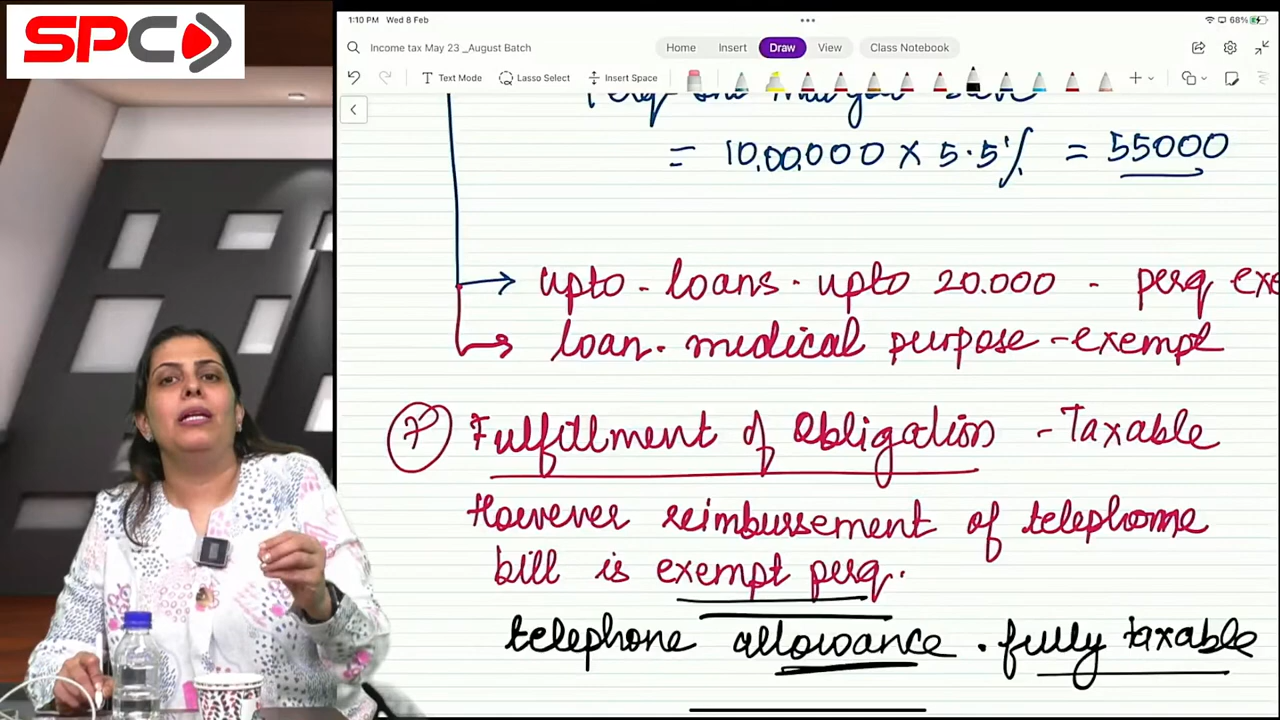 SPC
1:10 PM Wed 8 Feb
68%
Income tax May 23 _August Batch
Home Insert Draw View Class Notebook
Text Mode Lasso Select Insert Space
= 10,00,000 X 5.5% = 55000
upto - loans . upto 20.000 - perq exe
loan. medical purpose - exempt
7 Fulfillment of Obligation - Taxable
However reimbursement of telephone
bill is exempt perq.
telephone allowance . fully taxable